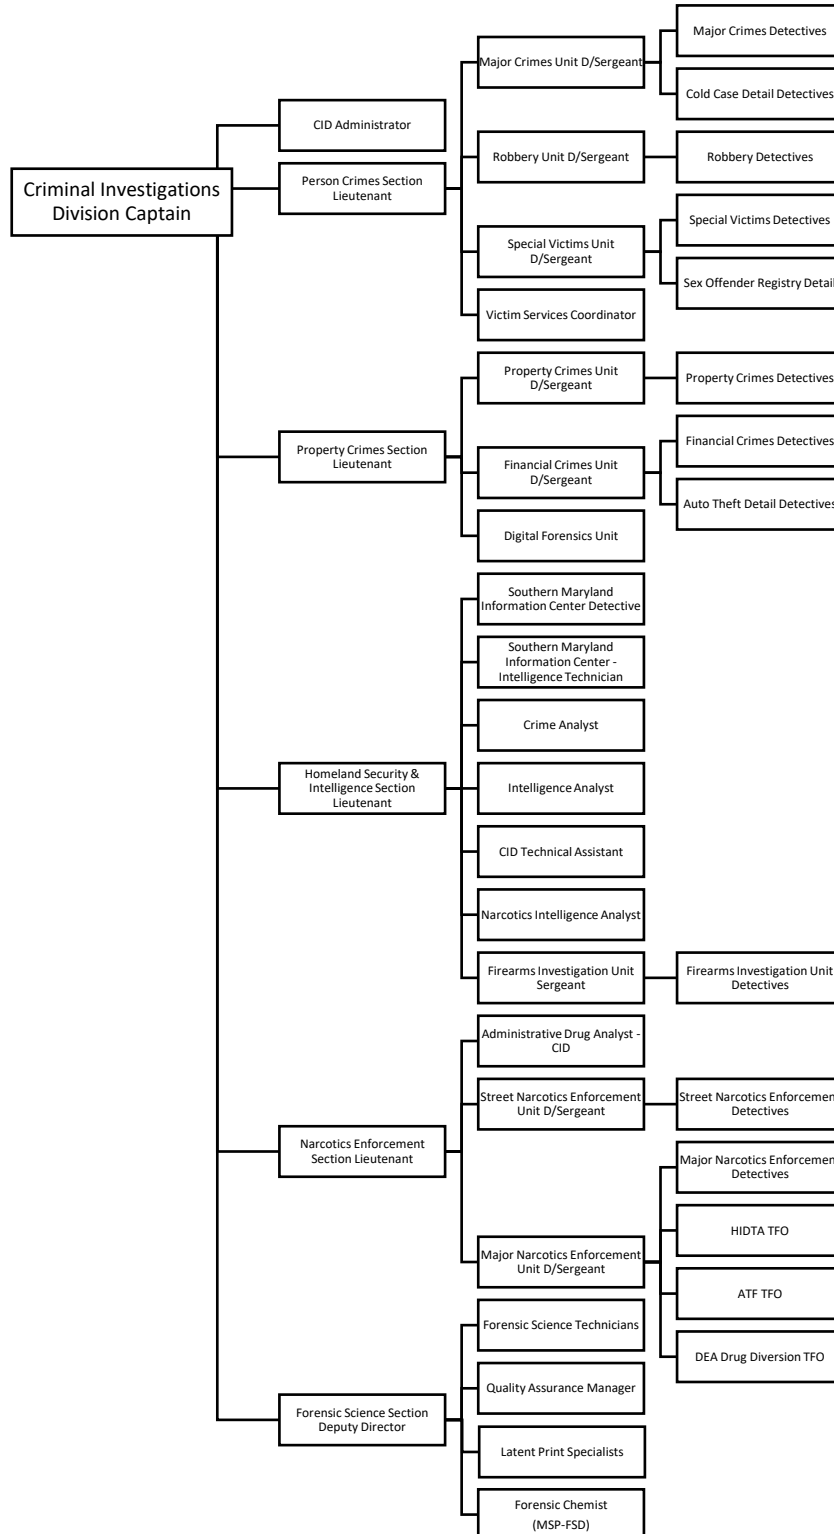 Major Crimes Detectives
Major Crimes Unit D/Sergeant
Cold Case Detail Detectives
CID Administrator
Robbery Unit D/Sergeant
Robbery Detectives
Criminal Investigations
Division Captain
Person Crimes Section
Lieutenant
Special Victims Detectives
Special Victims Unit
D/Sergeant
Sex Offender Registry Detail
Victim Services Coordinator
Property Crimes Unit
D/Sergeant
Property Crimes Detectives
Property Crimes Section
Lieutenant
Financial Crimes Detectives
Financial Crimes Unit
D/Sergeant
Auto Theft Detail Detectives
Digital Forensics Unit
Southern Maryland
Information Center Detective
Southern Maryland
Information Center -
Intelligence Technician
Crime Analyst
Homeland Security &
Intelligence Section
Lieutenant
Intelligence Analyst
CID Technical Assistant
Narcotics Intelligence Analyst
Firearms Investigation Unit
Sergeant
Firearms Investigation Unit
Detectives
Administrative Drug Analyst -
CID
Street Narcotics Enforcement
Unit D/Sergeant
Street Narcotics Enforcemen
Detectives
Narcotics Enforcement
Section Lieutenant
Major Narcotics Enforcemen
Detectives
HIDTA TFO
Major Narcotics Enforcement
Unit D/Sergeant
ATF TFO
DEA Drug Diversion TFO
Forensic Science Technicians
Quality Assurance Manager
Forensic Science Section
Deputy Director
Latent Print Specialists
Forensic Chemist
(MSP-FSD)